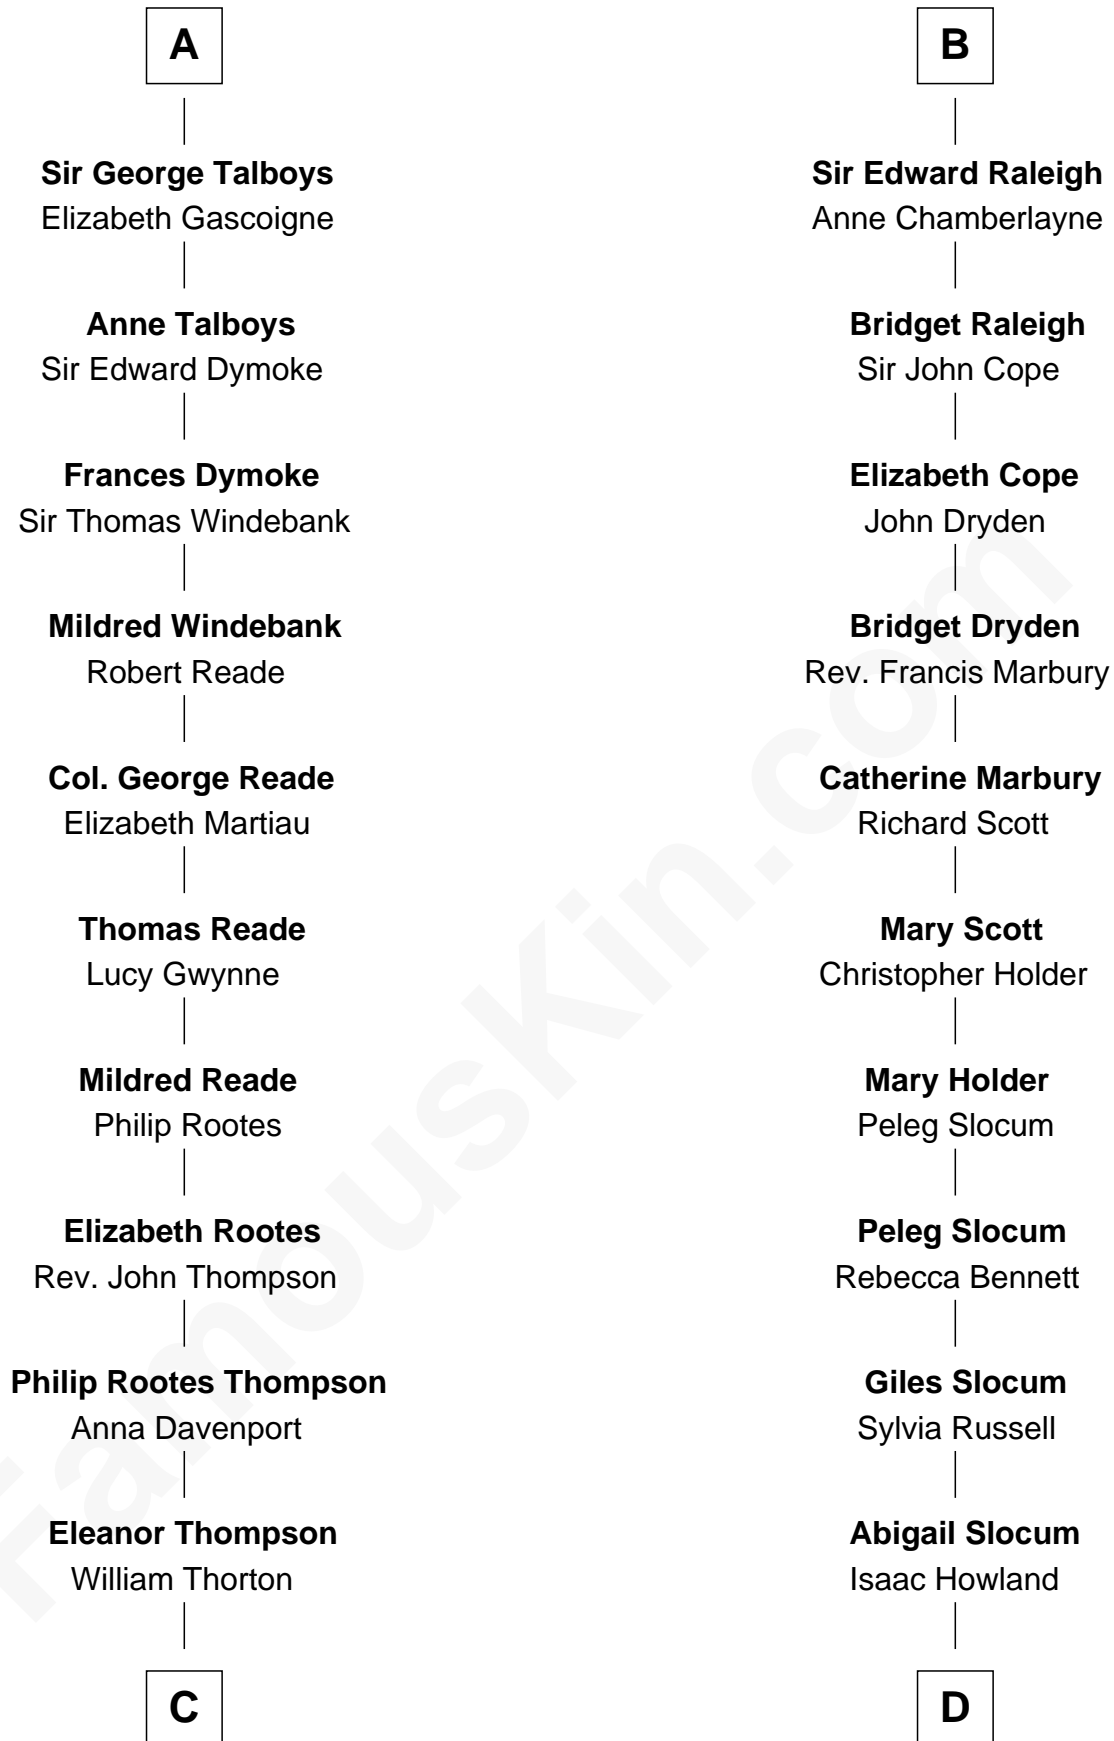 A
Sir George Talboys
Elizabeth Gascoigne
Anne Talboys
Sir Edward Dymoke
Frances Dymoke
Sir Thomas Windebank
Mildred Windebank
Robert Reade
Col. George Reade
Elizabeth Martiau
Thomas Reade
Lucy Gwynne
Mildred Reade
Philip Rootes
Elizabeth Rootes
Rev. John Thompson
Philip Rootes Thompson
Anna Davenport
Eleanor Thompson
William Thorton
C
B
Sir Edward Raleigh
Anne Chamberlayne
Bridget Raleigh
Sir John Cope
Elizabeth Cope
John Dryden
Bridget Dryden
Rev. Francis Marbury
Catherine Marbury
Richard Scott
Mary Scott
Christopher Holder
Mary Holder
Peleg Slocum
Peleg Slocum
Rebecca Bennett
Giles Slocum
Sylvia Russell
Abigail Slocum
Isaac Howland
D
FamousKin.com